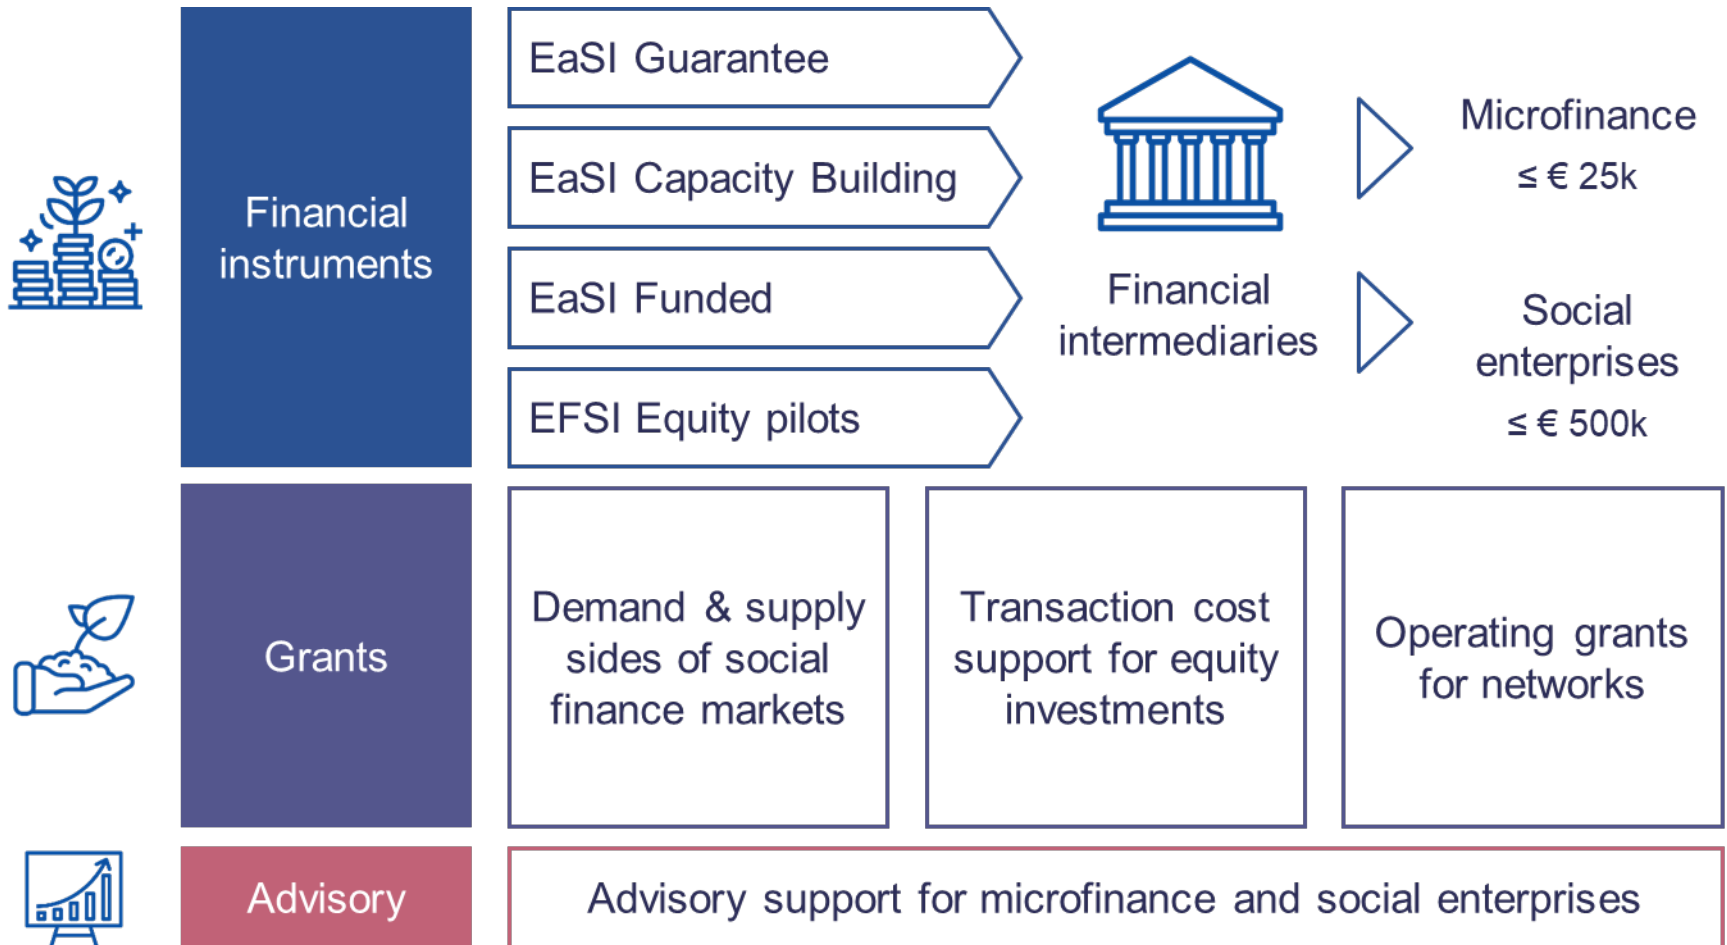 Financial
instruments
EaSI Guarantee
EaSI Capacity Building
EaSI Funded
EFSI Equity pilots
Financial
intermediaries
Microfinance
≤ € 25k
Social
enterprises
≤ € 500k
Grants
Demand & supply
sides of social
finance markets
Transaction cost
support for equity
investments
Operating grants
for networks
Advisory
Advisory support for microfinance and social enterprises